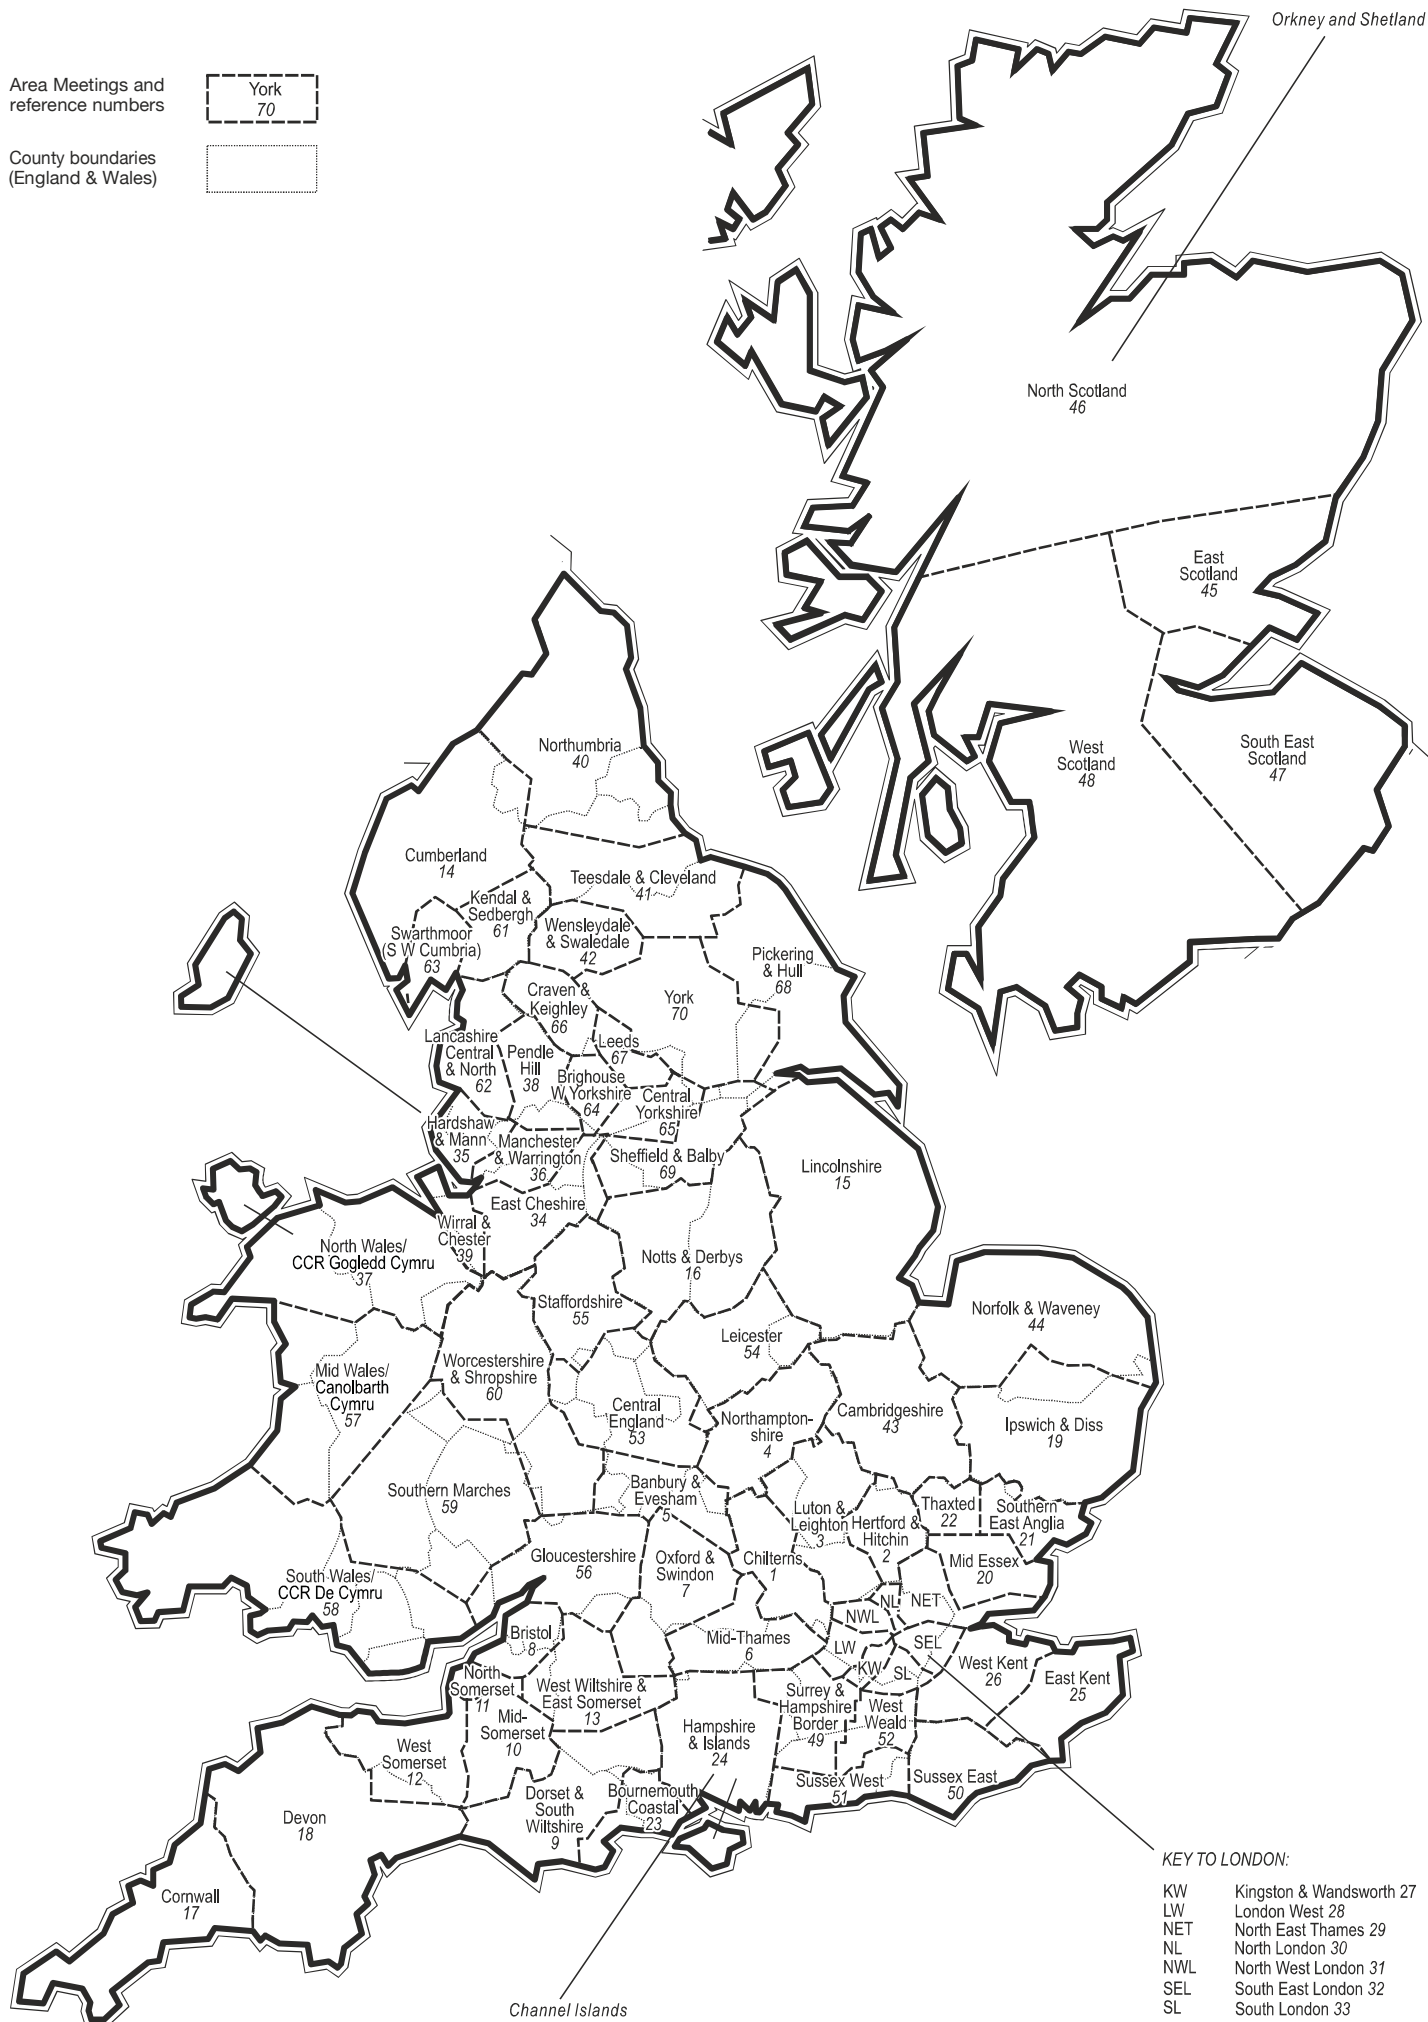 Orkney and Shetland
Area Meetings and
reference numbers
York
70
County boundaries
(England & Wales)
North Scotland
46
East
Scotland
45
West
Scotland
48
South East
Scotland
47
Northumbria
40
Cumberland
14
Teesdale & Cleveland
41
Kendal &
Sedbergh
61
Wensleydale
& Swaledale
42
Swarthmoor
(S W Cumbria)
63
Pickering
& Hull
68
Craven &
Keighley
66
York
70
Lancashire
Central
& North
62
Pendle
Hill
38
Leeds
67
Brighouse
W Yorkshire
64
Central
Yorkshire
65
Hardshaw
& Mann
35
Manchester
& Warrington
36
Sheffield & Balby
69
Lincolnshire
15
East Cheshire
34
Wirral &
Chester
39
North Wales/
CCR Gogledd Cymru
37
Notts & Derbys
16
Staffordshire
55
Leicester
54
Norfolk & Waveney
44
Mid Wales/
Canolbarth
Cymru
57
Worcestershire
& Shropshire
60
Central
England
53
Northampton-
shire
4
Cambridgeshire
43
Ipswich & Diss
19
Southern Marches
59
Banbury &
Evesham
5
Luton &
Leighton
3
Hertford &
Hitchin
2
Thaxted
22
Southern
East Anglia
21
Mid Essex
20
South Wales/
CCR De Cymru
58
Gloucestershire
56
Oxford &
Swindon
7
Chilterns
1
NL
NET
NWL
LW
SEL
KW
SL
Bristol
8
Mid-Thames
6
West Kent
26
East Kent
25
North
Somerset
11
West Wiltshire &
East Somerset
13
Surrey &
Hampshire
Border
49
West
Weald
52
Mid-
Somerset
10
Hampshire
& Islands
24
West
Somerset
12
Sussex West
51
Sussex East
50
Dorset &
South
Wiltshire
9
Bournemouth
Coastal
23
Devon
18
Cornwall
17
Channel Islands
KEY TO LONDON:
KW Kingston & Wandsworth 27
LW London West 28
NET North East Thames 29
NL North London 30
NWL North West London 31
SEL South East London 32
SL South London 33